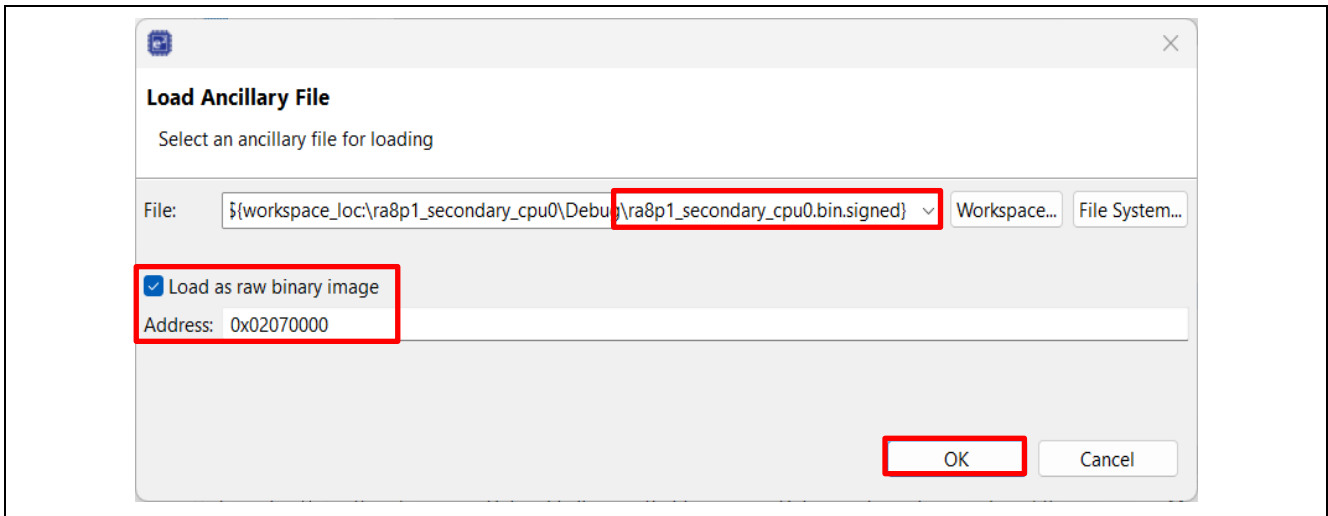 Load Ancillary File
Select an ancillary file for loading
File: ${workspace_loc:\ra8p1_secondary_cpu0\Debug\ra8p1_secondary_cpu0.bin.signed} Workspace... File System...
Load as raw binary image
Address: 0x02070000
OK Cancel